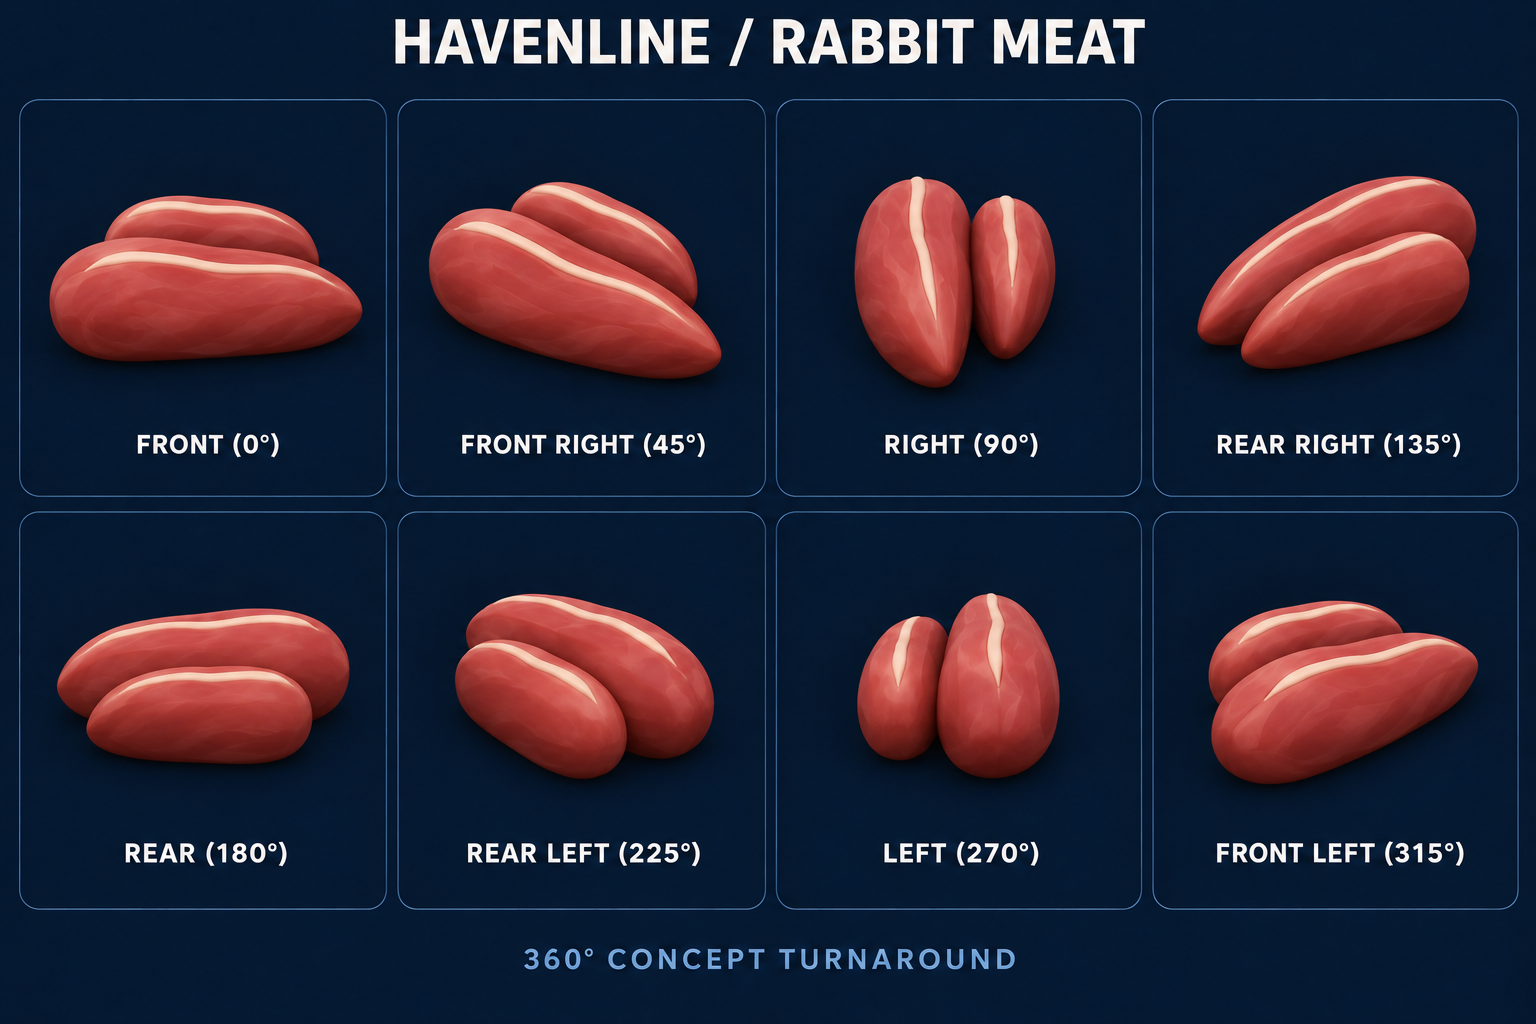 HAVENLINE / RABBIT MEAT
FRONT (0°)
FRONT RIGHT (45°)
RIGHT (90°)
REAR RIGHT (135°)
REAR (180°)
REAR LEFT (225°)
LEFT (270°)
FRONT LEFT (315°)
360° CONCEPT TURNAROUND